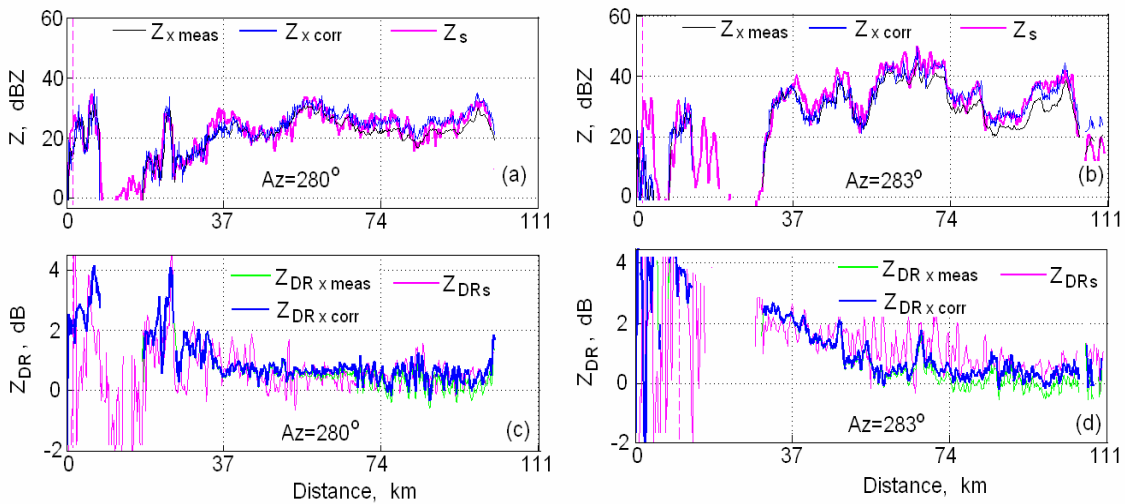 60
40
20
0
Z, dBZ
Z x meas
Z x corr
Z s
Az=280°
(a)
0
37
74
111
60
40
20
0
Z, dBZ
Z x meas
Z x corr
Z s
Az=283°
(b)
0
37
74
111
4
2
0
-2
Z DR, dB
Z DR x meas
Z DRs
Z DR x corr
Az=280°
(c)
0
37
74
111
Distance, km
4
2
0
-2
Z DR, dB
Z DR x meas
Z DRs
Z DR x corr
Az=283°
(d)
0
37
74
111
Distance, km